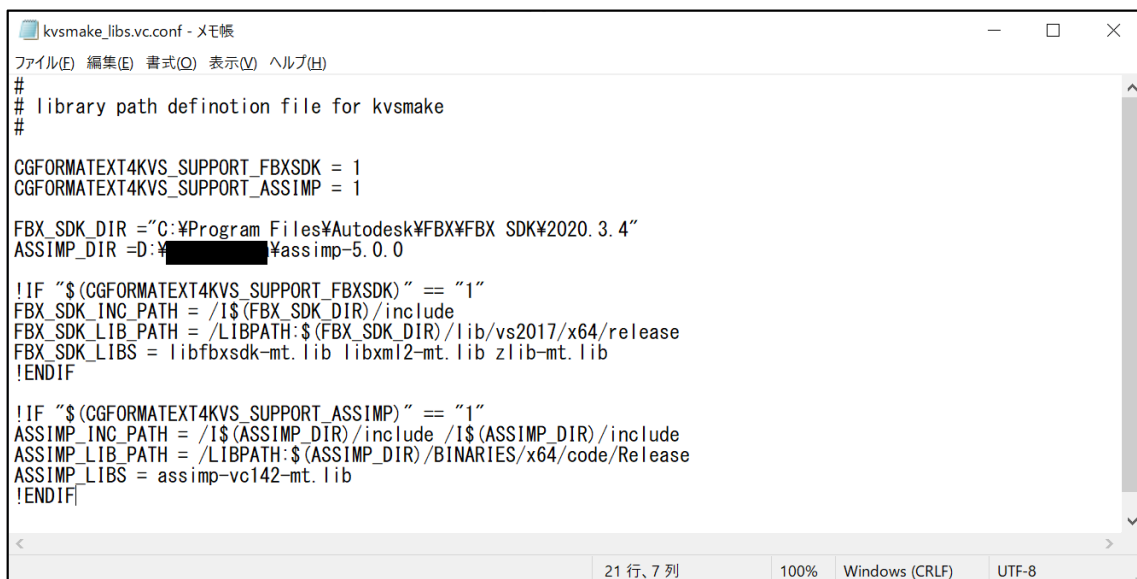 kvsmake_libs.vc.conf - メモ帳
ファイル(F) 編集(E) 書式(O) 表示(V) ヘルプ(H)
#
# library path definotion file for kvsmake
#
CGFORMATEXT4KVS_SUPPORT_FBXSDK = 1
CGFORMATEXT4KVS_SUPPORT_ASSIMP = 1
FBX_SDK_DIR ="C:¥Program Files¥Autodesk¥FBX¥FBX SDK¥2020.3.4"
ASSIMP_DIR =D:¥ ¥assimp-5.0.0
!IF "$(CGFORMATEXT4KVS_SUPPORT_FBXSDK)" == "1"
FBX_SDK_INC_PATH = /I$(FBX_SDK_DIR)/include
FBX_SDK_LIB_PATH = /LIBPATH:$(FBX_SDK_DIR)/lib/vs2017/x64/release
FBX_SDK_LIBS = libfbxsdk-mt.lib libxml2-mt.lib zlib-mt.lib
!ENDIF
!IF "$(CGFORMATEXT4KVS_SUPPORT_ASSIMP)" == "1"
ASSIMP_INC_PATH = /I$(ASSIMP_DIR)/include /I$(ASSIMP_DIR)/include
ASSIMP_LIB_PATH = /LIBPATH:$(ASSIMP_DIR)/BINARIES/x64/code/Release
ASSIMP_LIBS = assimp-vc142-mt.lib
!ENDIF
21 行、7 列 100% Windows (CRLF) UTF-8